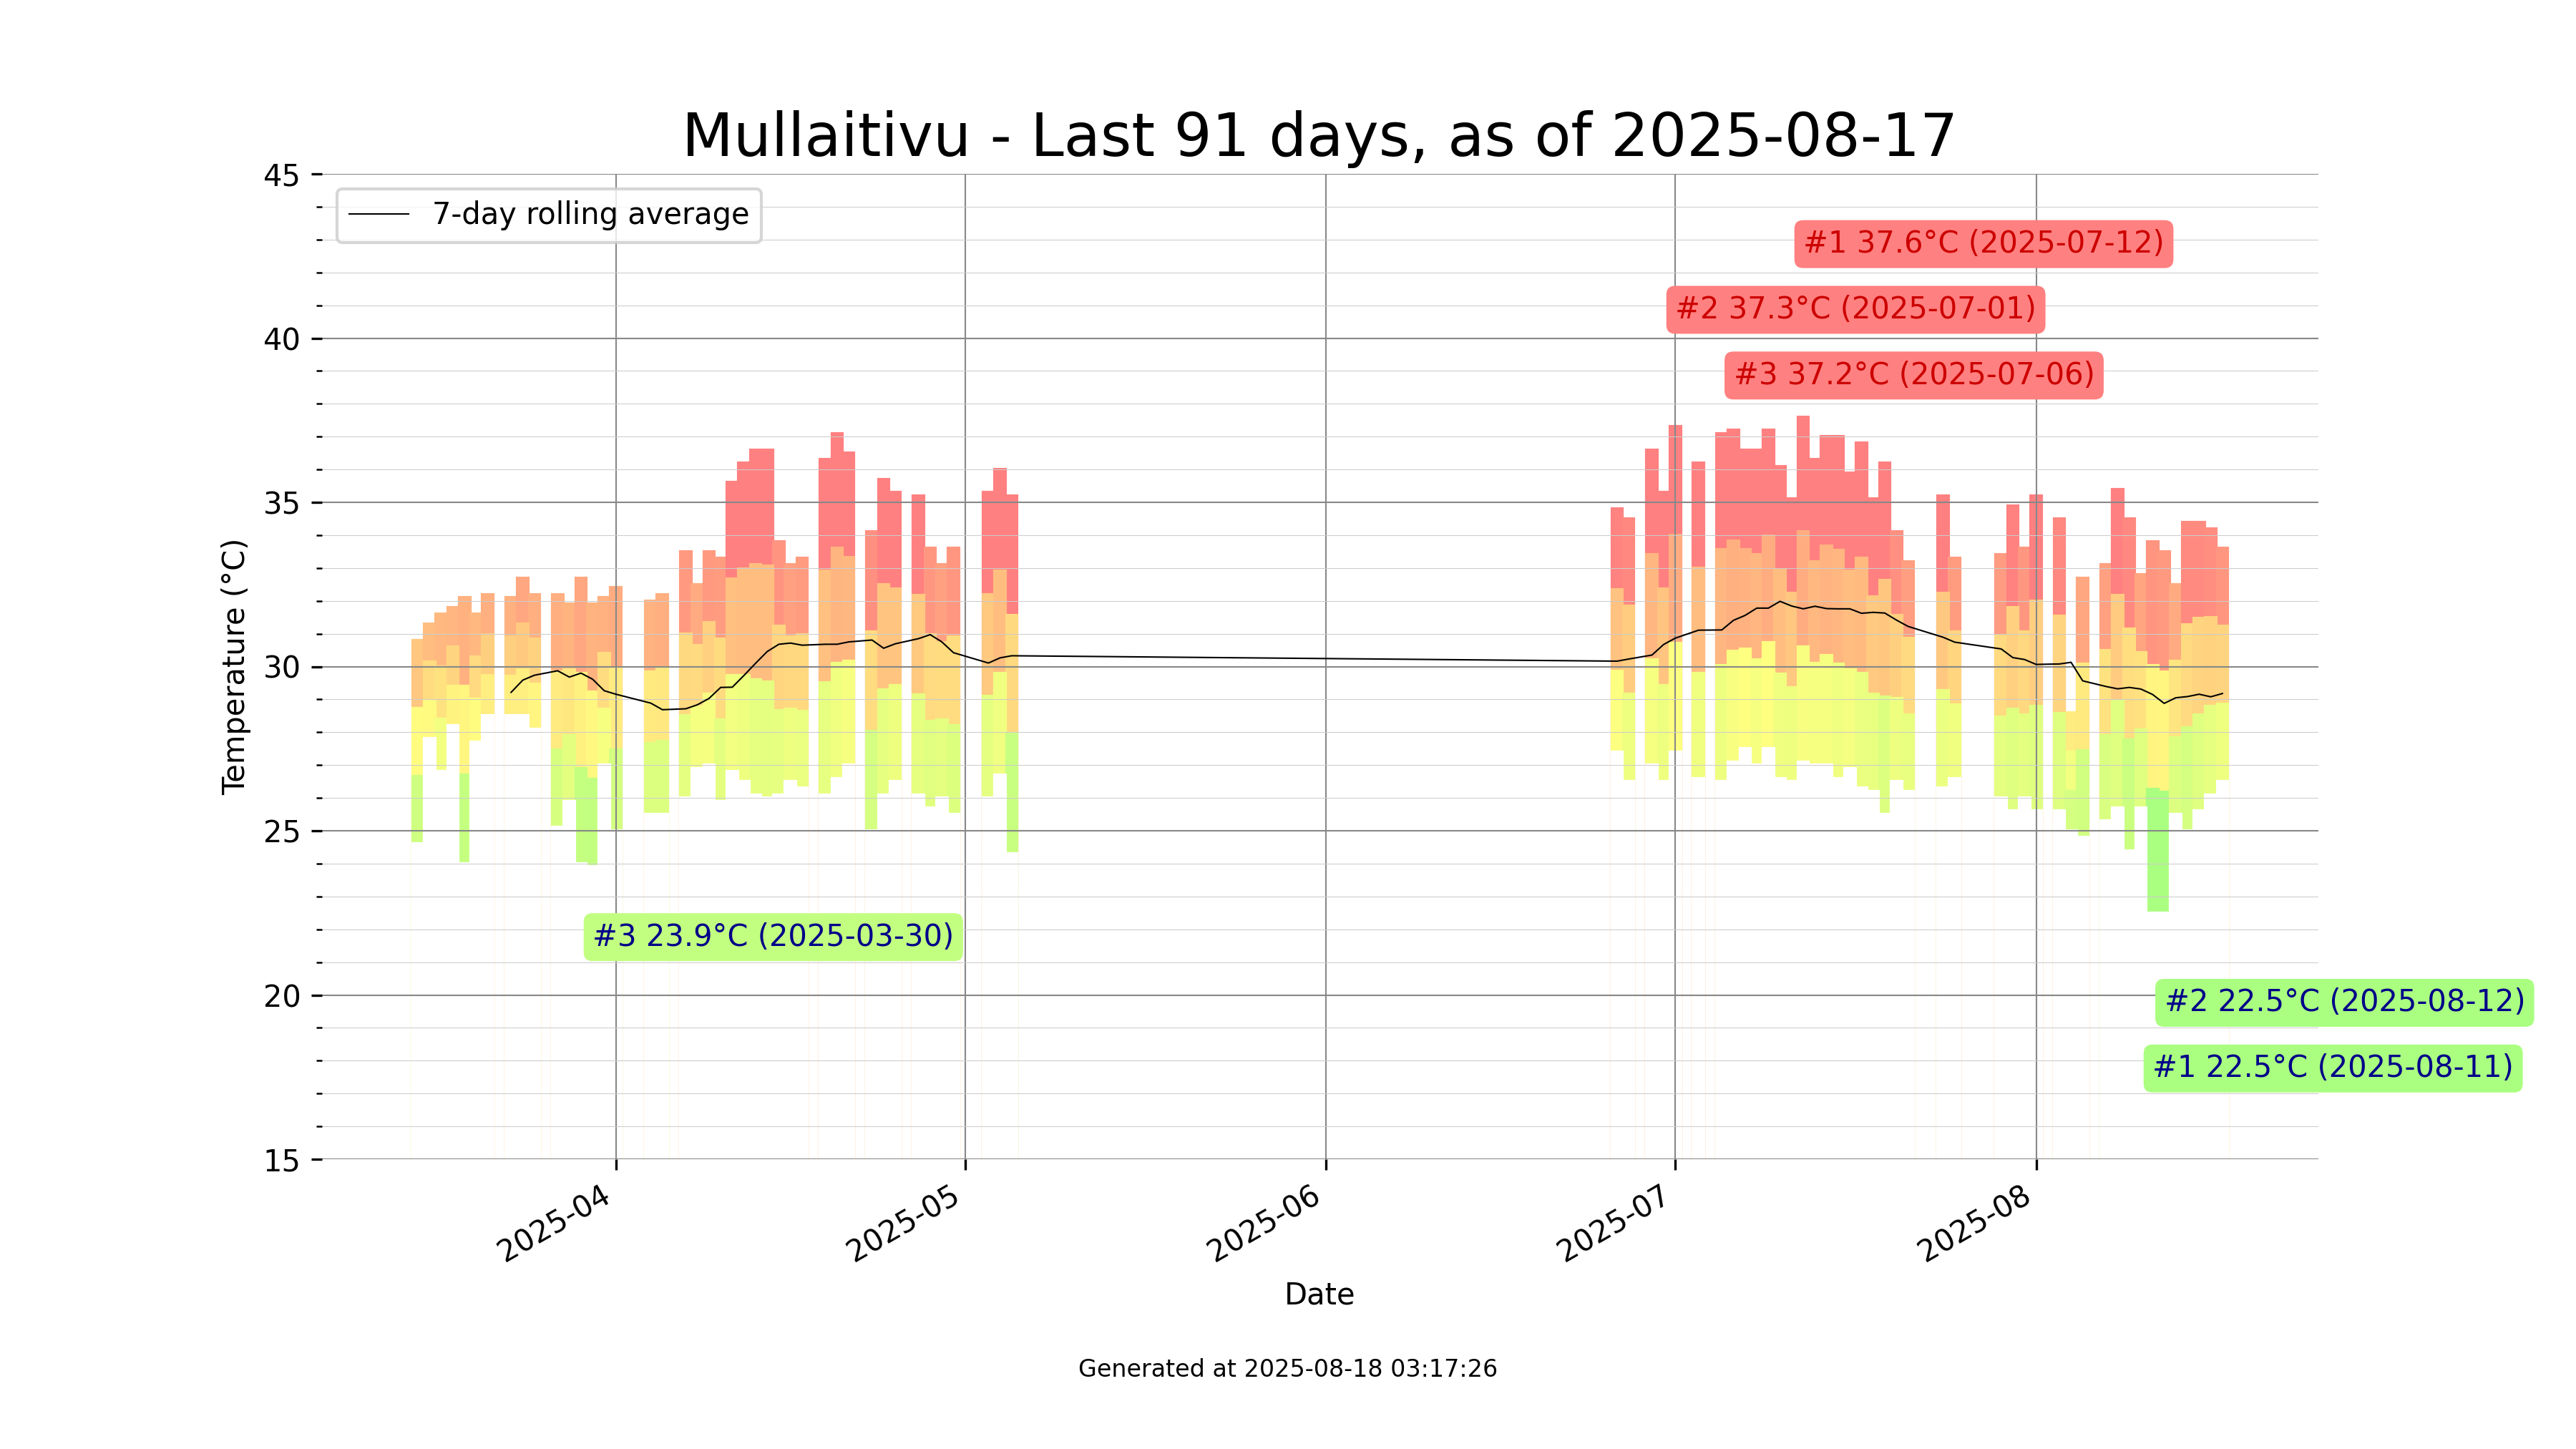 Mullaitivu - Last 91 days, as of 2025-08-17
45
7-day rolling average
#1 37.6°C (2025-07-12)
#2 37.3°C (2025-07-01)
40
#3 37.2°C (2025-07-06)
35
Temperature (°C)
30
25
#3 23.9°C (2025-03-30)
20
#2 22.5°C (2025-08-12)
#1 22.5°C (2025-08-11)
15
2025-04
2025-05
2025-06
2025-07
2025-08
Date
Generated at 2025-08-18 03:17:26